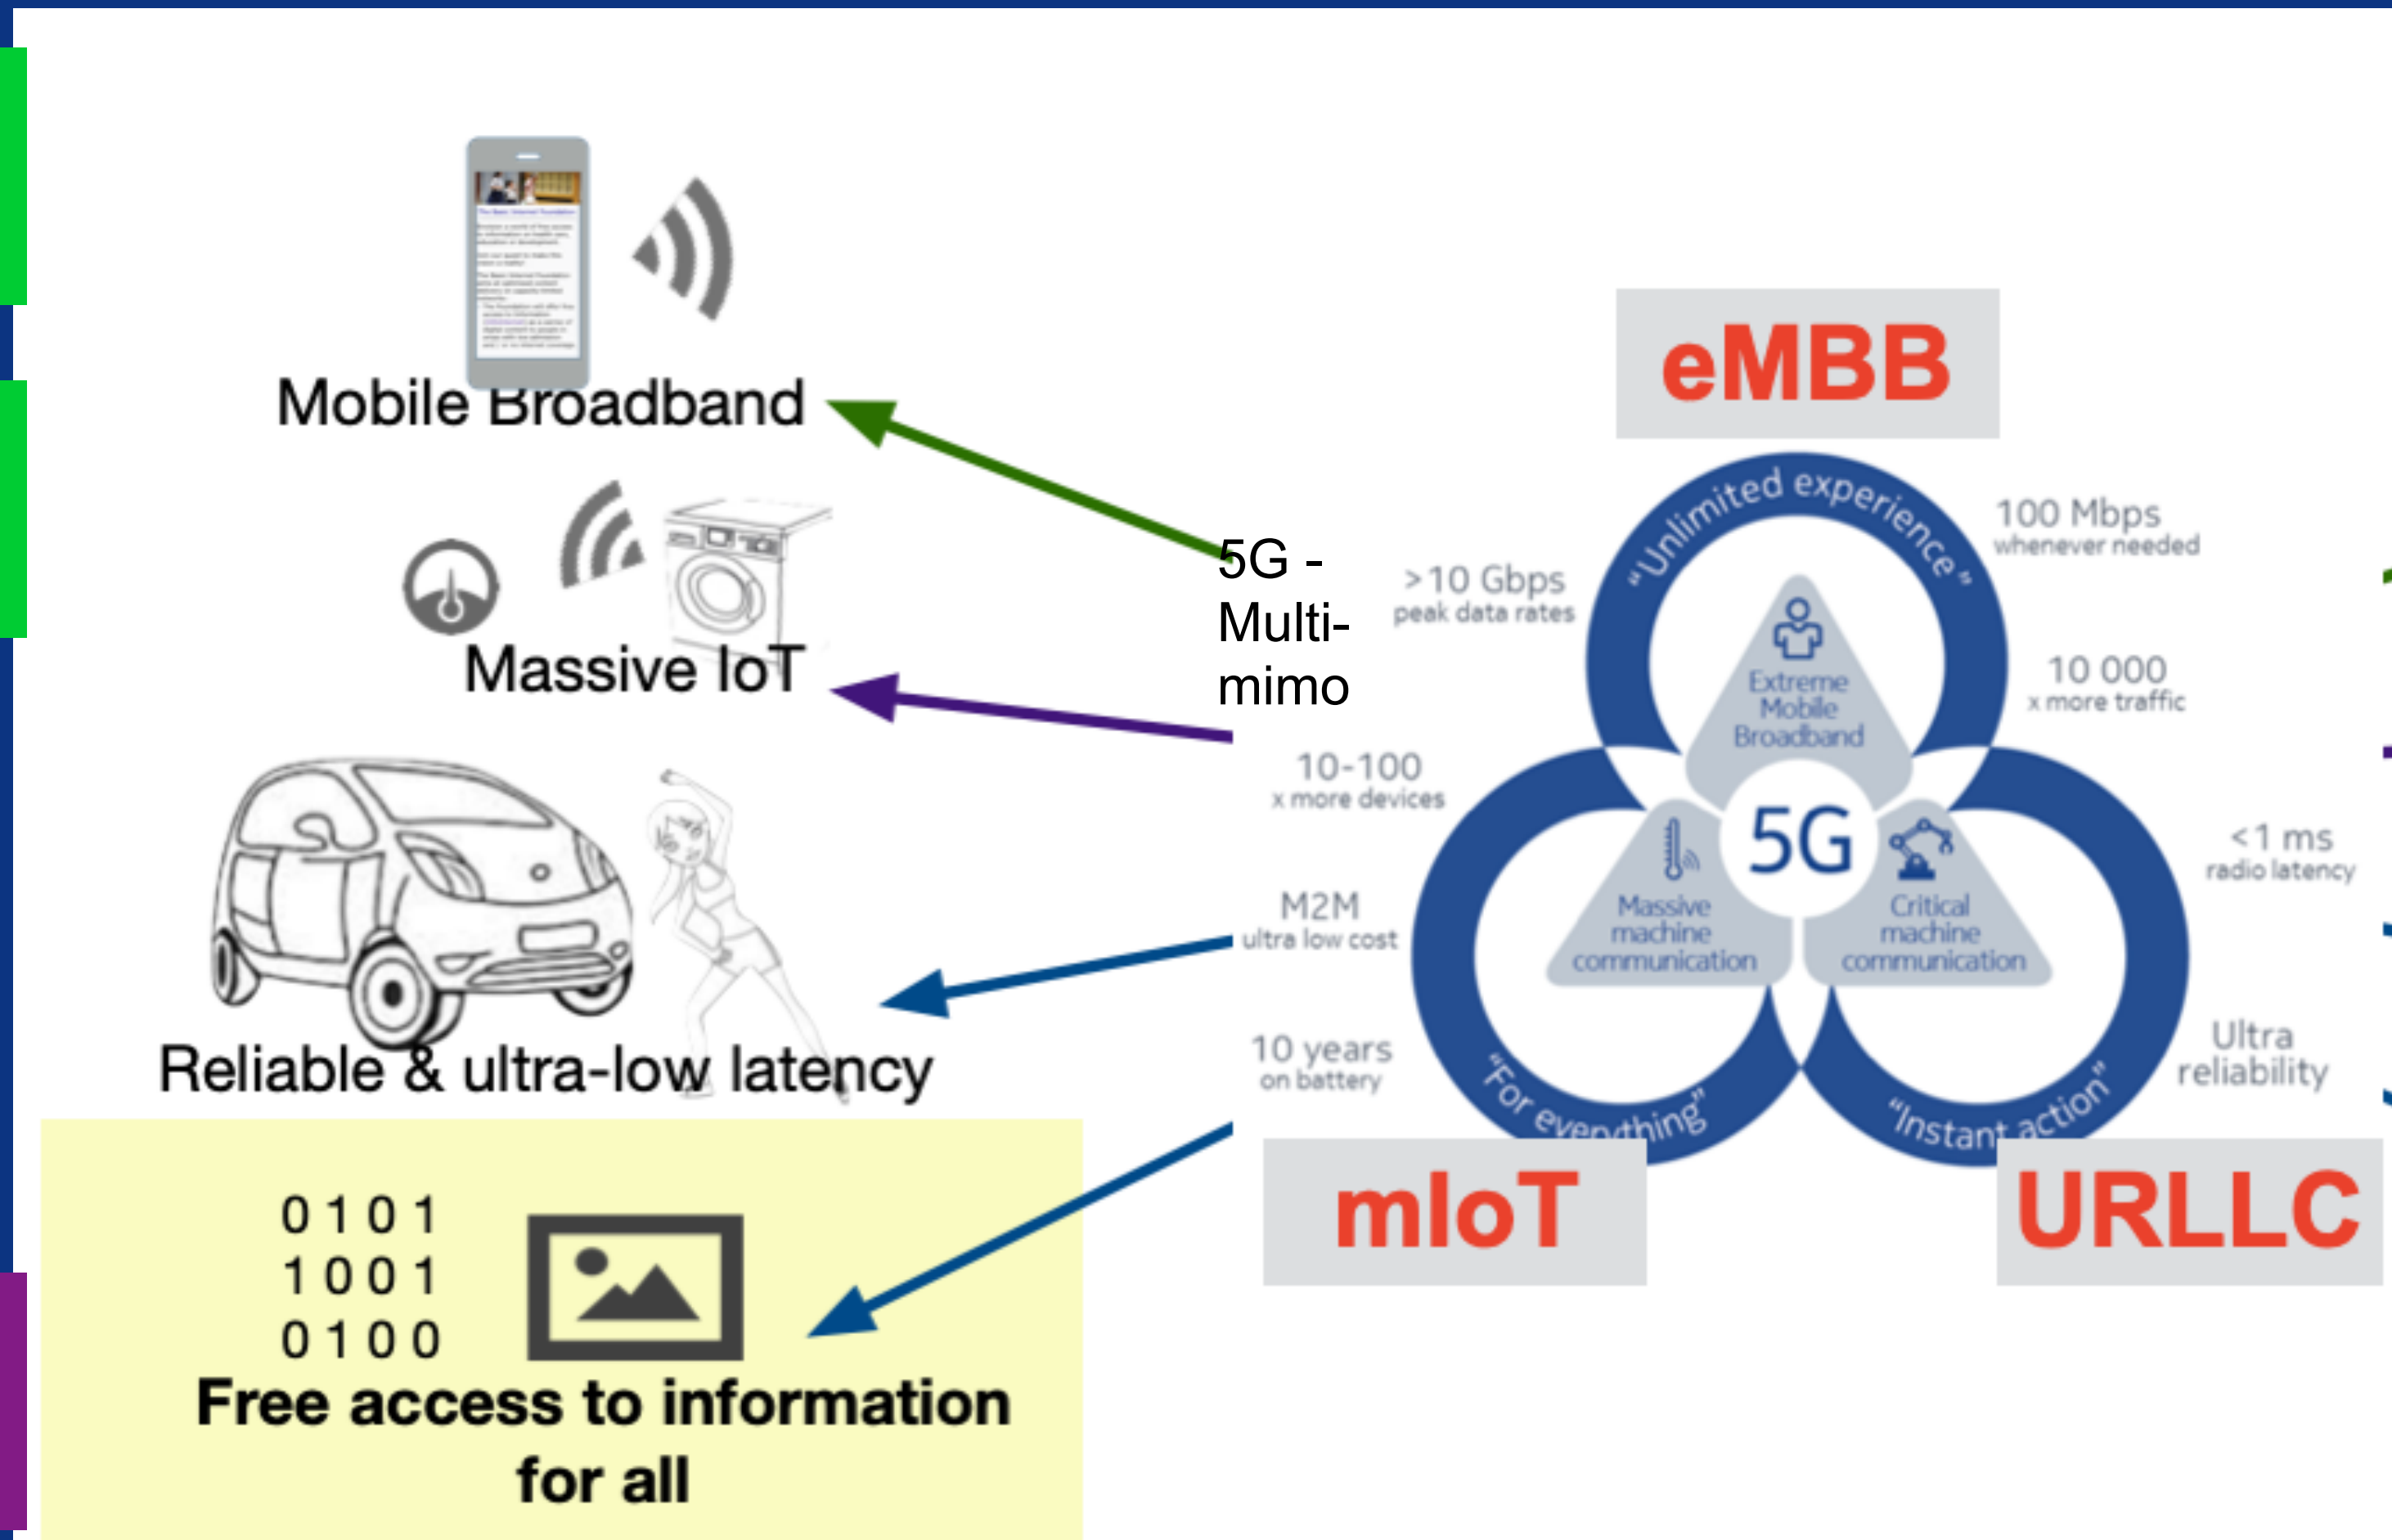 The Basic Internet Foundation
Mobile Broadband
Massive IoT
Reliable & ultra-low latency
0 1 0 1
1 0 0 1
0 1 0 0
Free access to information
for all
5G -
Multi-
mimo
eMBB
"Unlimited experience"
100 Mbps
whenever needed
>10 Gbps
peak data rates
10 000
x more traffic
Extreme
Mobile
Broadband
10-100
x more devices
5G
<1 ms
radio latency
M2M
ultra low cost
Massive
machine
communication
Critical
machine
communication
10 years
on battery
Ultra
reliability
"For everything"
"Instant action"
mIoT
URLLC